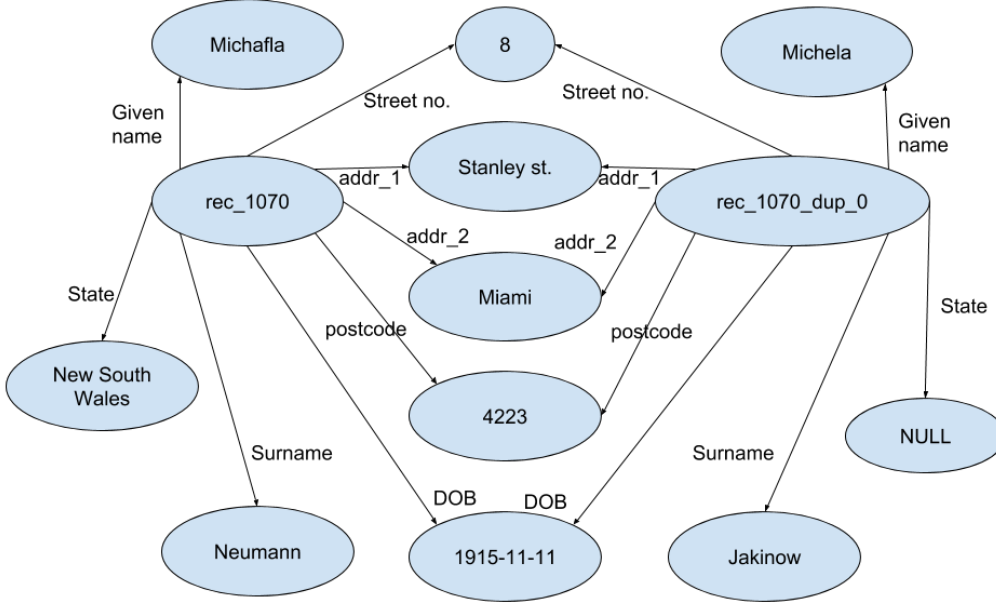 Michafla
8
Michela
Street no.
Street no.
Given
name
Given
name
Stanley st.
addr_1
addr_1
rec_1070
rec_1070_dup_0
addr_2
addr_2
Miami
State
State
postcode
postcode
New South
Wales
4223
NULL
Surname
Surname
DOB
DOB
Neumann
1915-11-11
Jakinow